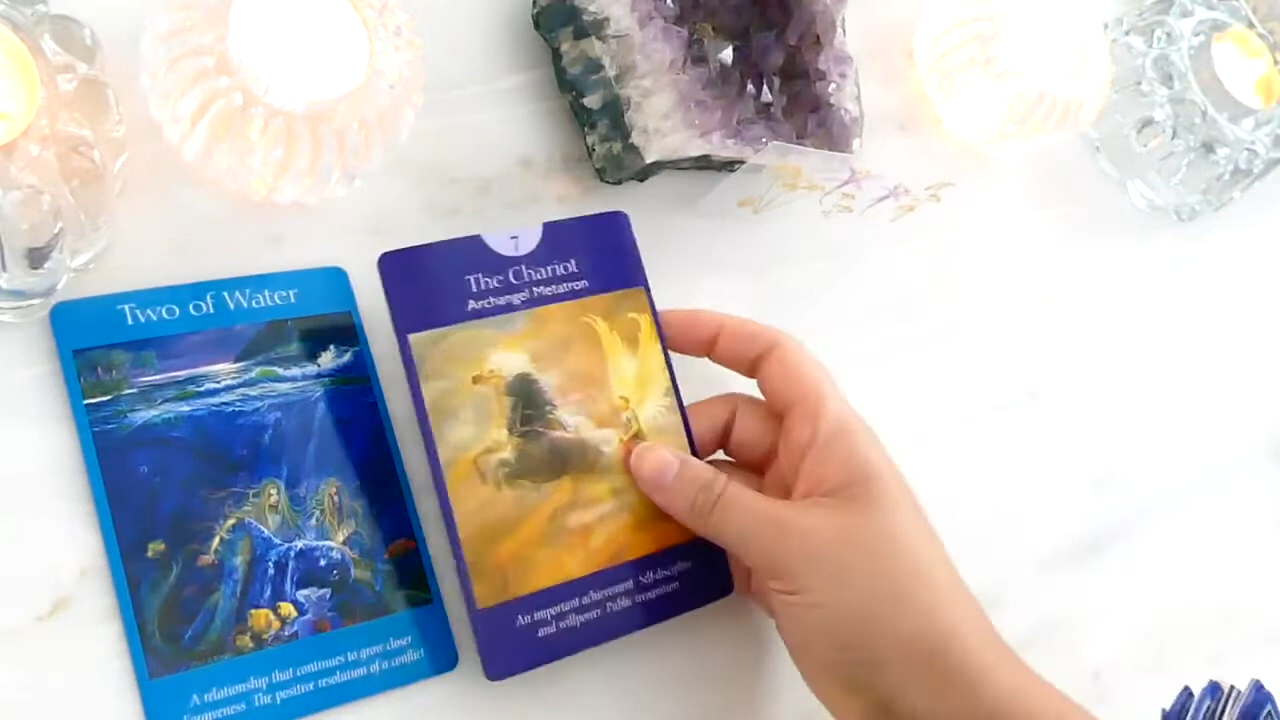 Two of Water
A relationship that continues to grow closer
Forgiveness The positive resolution of a conflict
7
The Chariot
Archangel Metatron
An important achievement Self-discipline
and willpower Public recognition